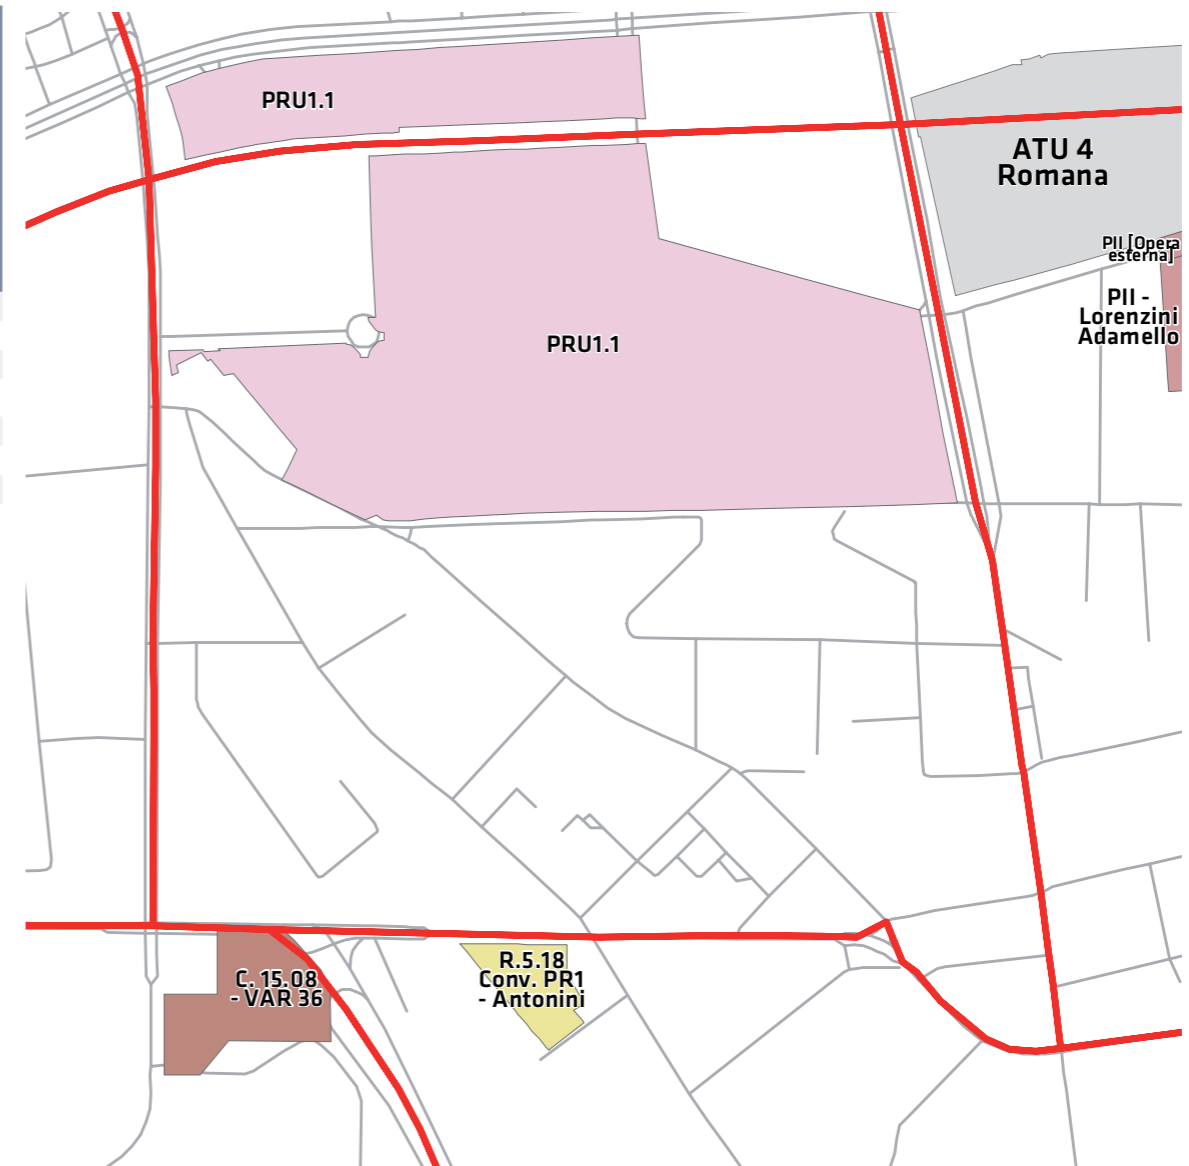 PRU1.1
ATU 4
Romana
PII [Opera
esterna]
PII -
Lorenzini
Adamello
PRU1.1
R.5.18
Conv. PR1
- Antonini
C. 15.08
- VAR 36